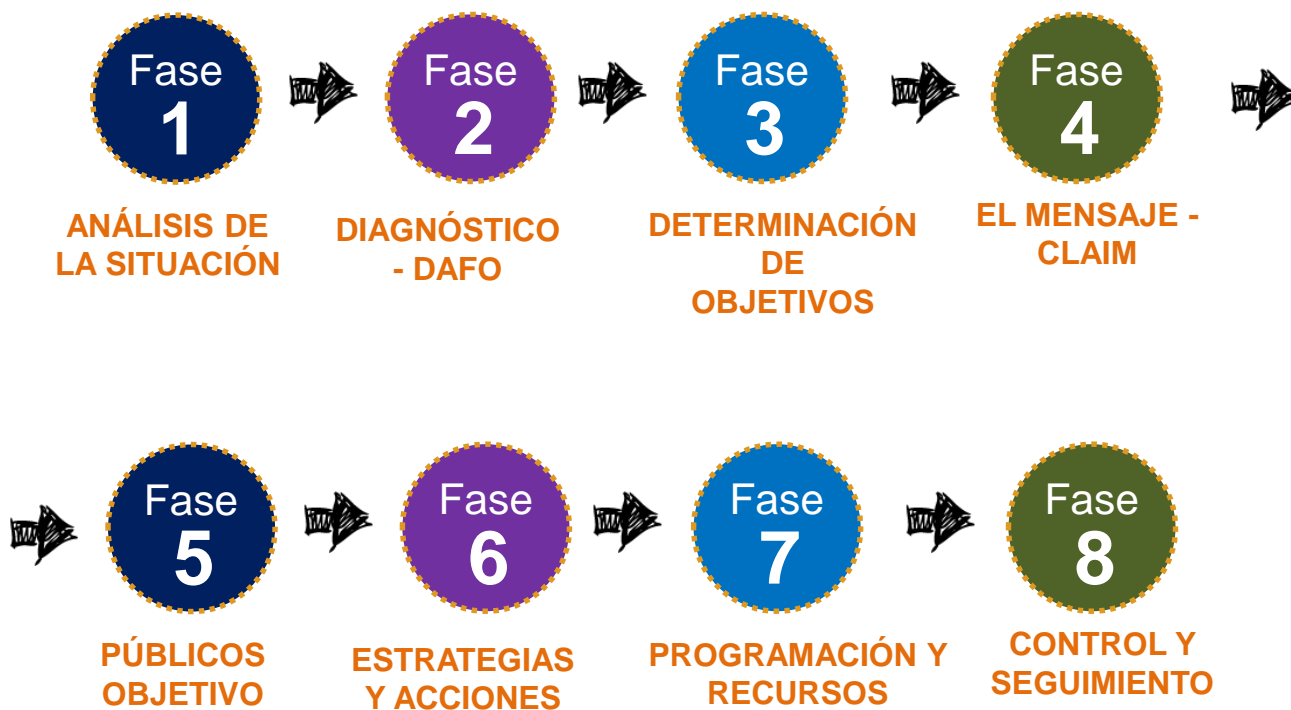 Fase
1
ANÁLISIS DE
LA SITUACIÓN
Fase
2
DIAGNÓSTICO
- DAFO
Fase
3
DETERMINACIÓN
DE
OBJETIVOS
Fase
4
EL MENSAJE -
CLAIM
Fase
5
PÚBLICOS
OBJETIVO
Fase
6
ESTRATEGIAS
Y ACCIONES
Fase
7
PROGRAMACIÓN Y
RECURSOS
Fase
8
CONTROL Y
SEGUIMIENTO